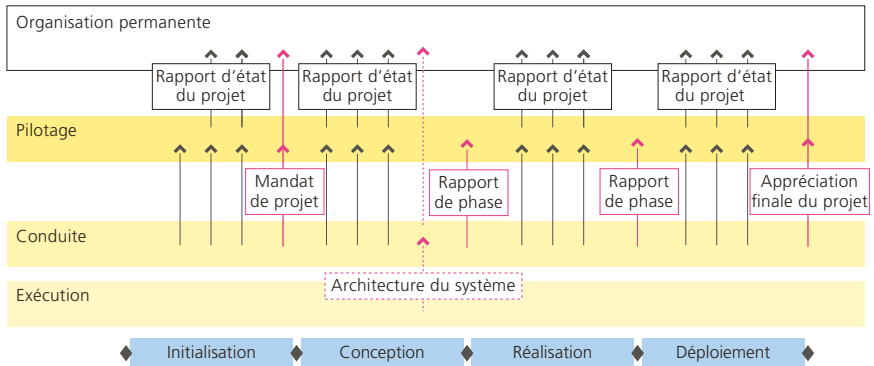 Organisation permanente
Rapport d'état
du projet
Rapport d'état
du projet
Rapport d'état
du projet
Rapport d'état
du projet
Pilotage
Mandat
de projet
Rapport
de phase
Rapport
de phase
Appréciation
finale du projet
Conduite
Architecture du système
Exécution
Initialisation
Conception
Réalisation
Déploiement